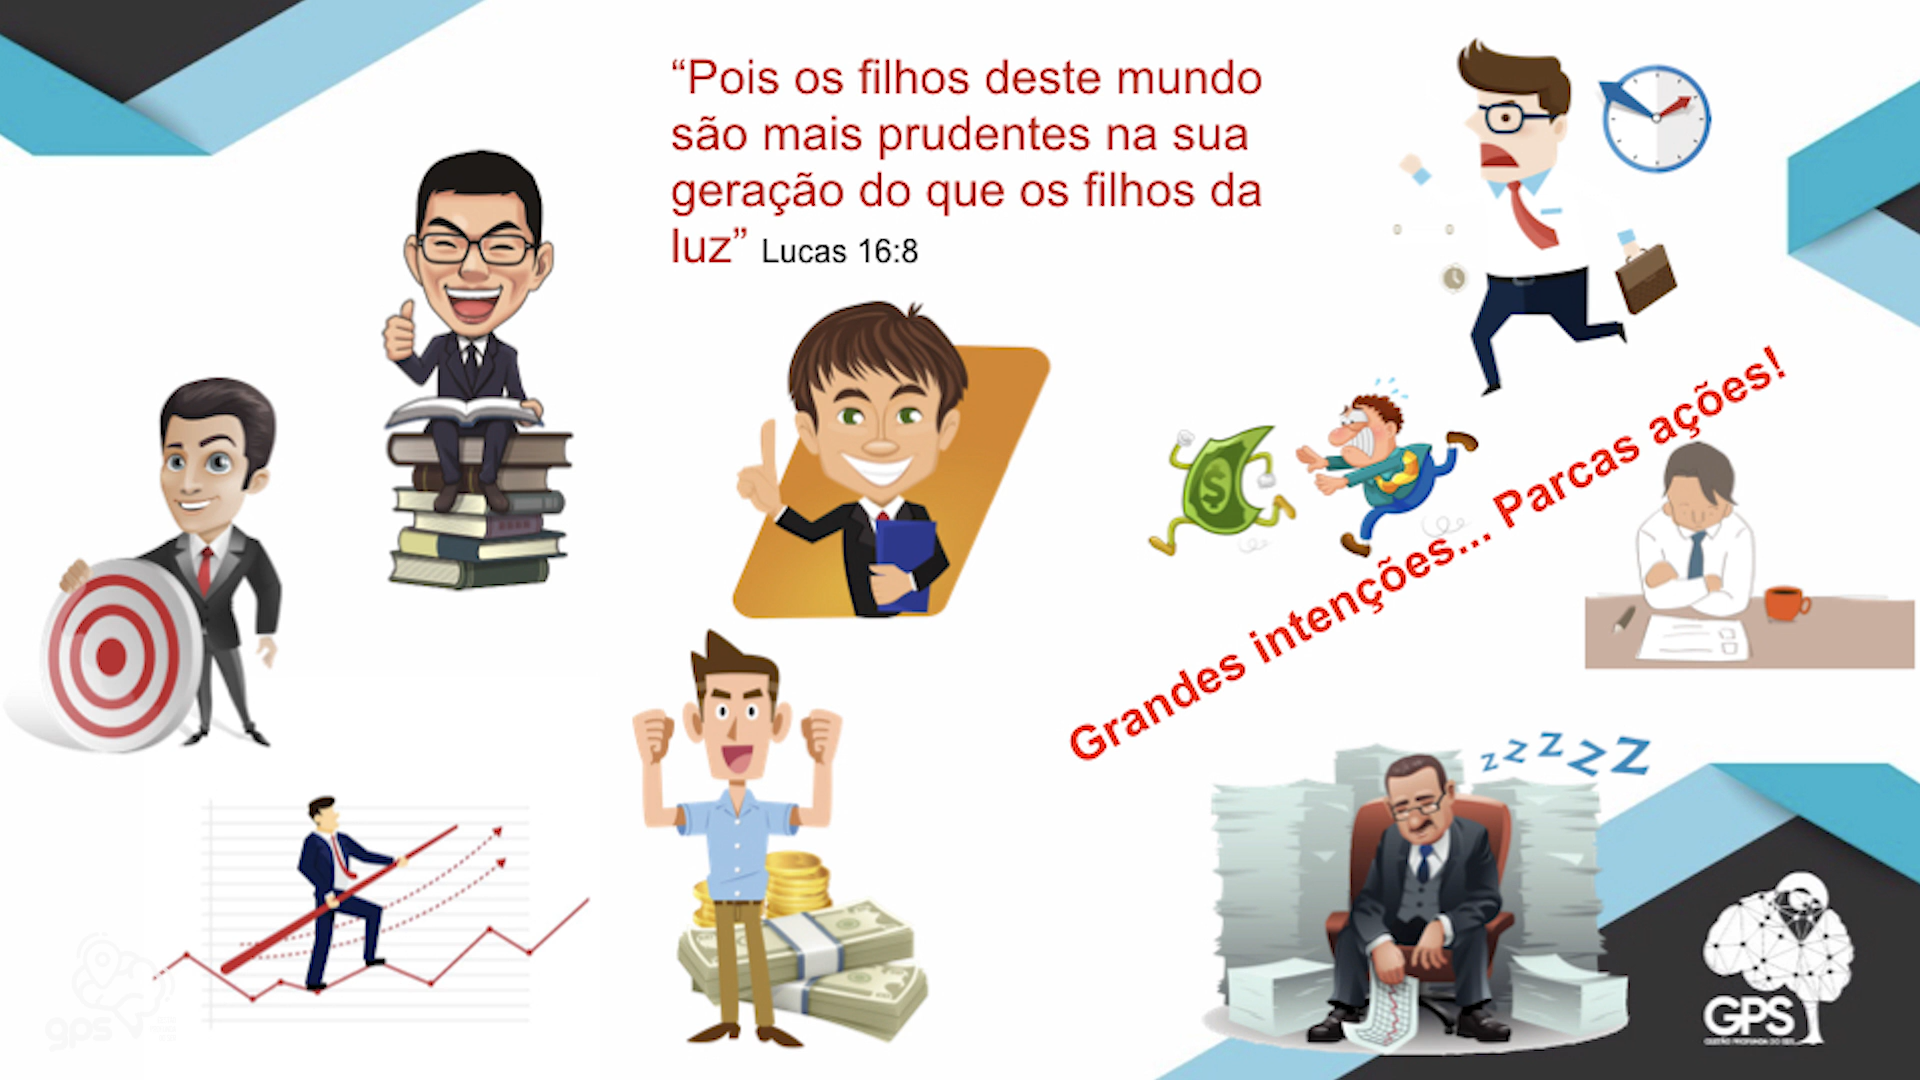 “Pois os filhos deste mundo
são mais prudentes na sua
geração do que os filhos da
luz” Lucas 16:8
Grandes intenções... Parcas ações!
$
z z z z z
gps
GPS